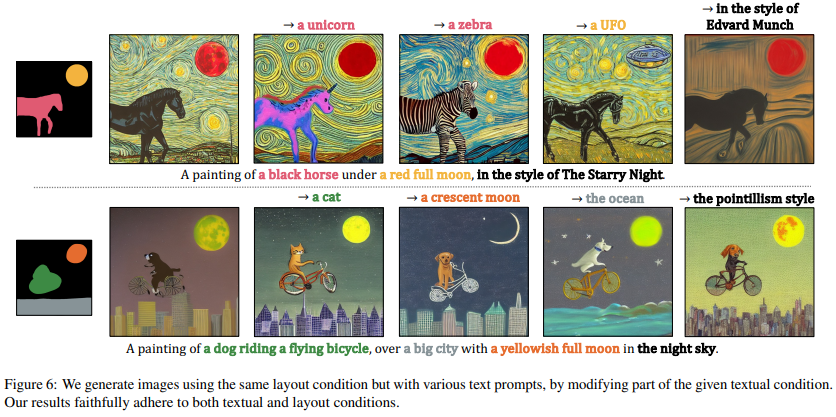 → a unicorn
→ a zebra
→ a UFO
→ in the style of
Edvard Munch
A painting of a black horse under a red full moon, in the style of The Starry Night.
→ a cat
→ a crescent moon
→ the ocean
→ the pointillism style
A painting of a dog riding a flying bicycle, over a big city with a yellowish full moon in the night sky.
Figure 6: We generate images using the same layout condition but with various text prompts, by modifying part of the given textual condition.
Our results faithfully adhere to both textual and layout conditions.